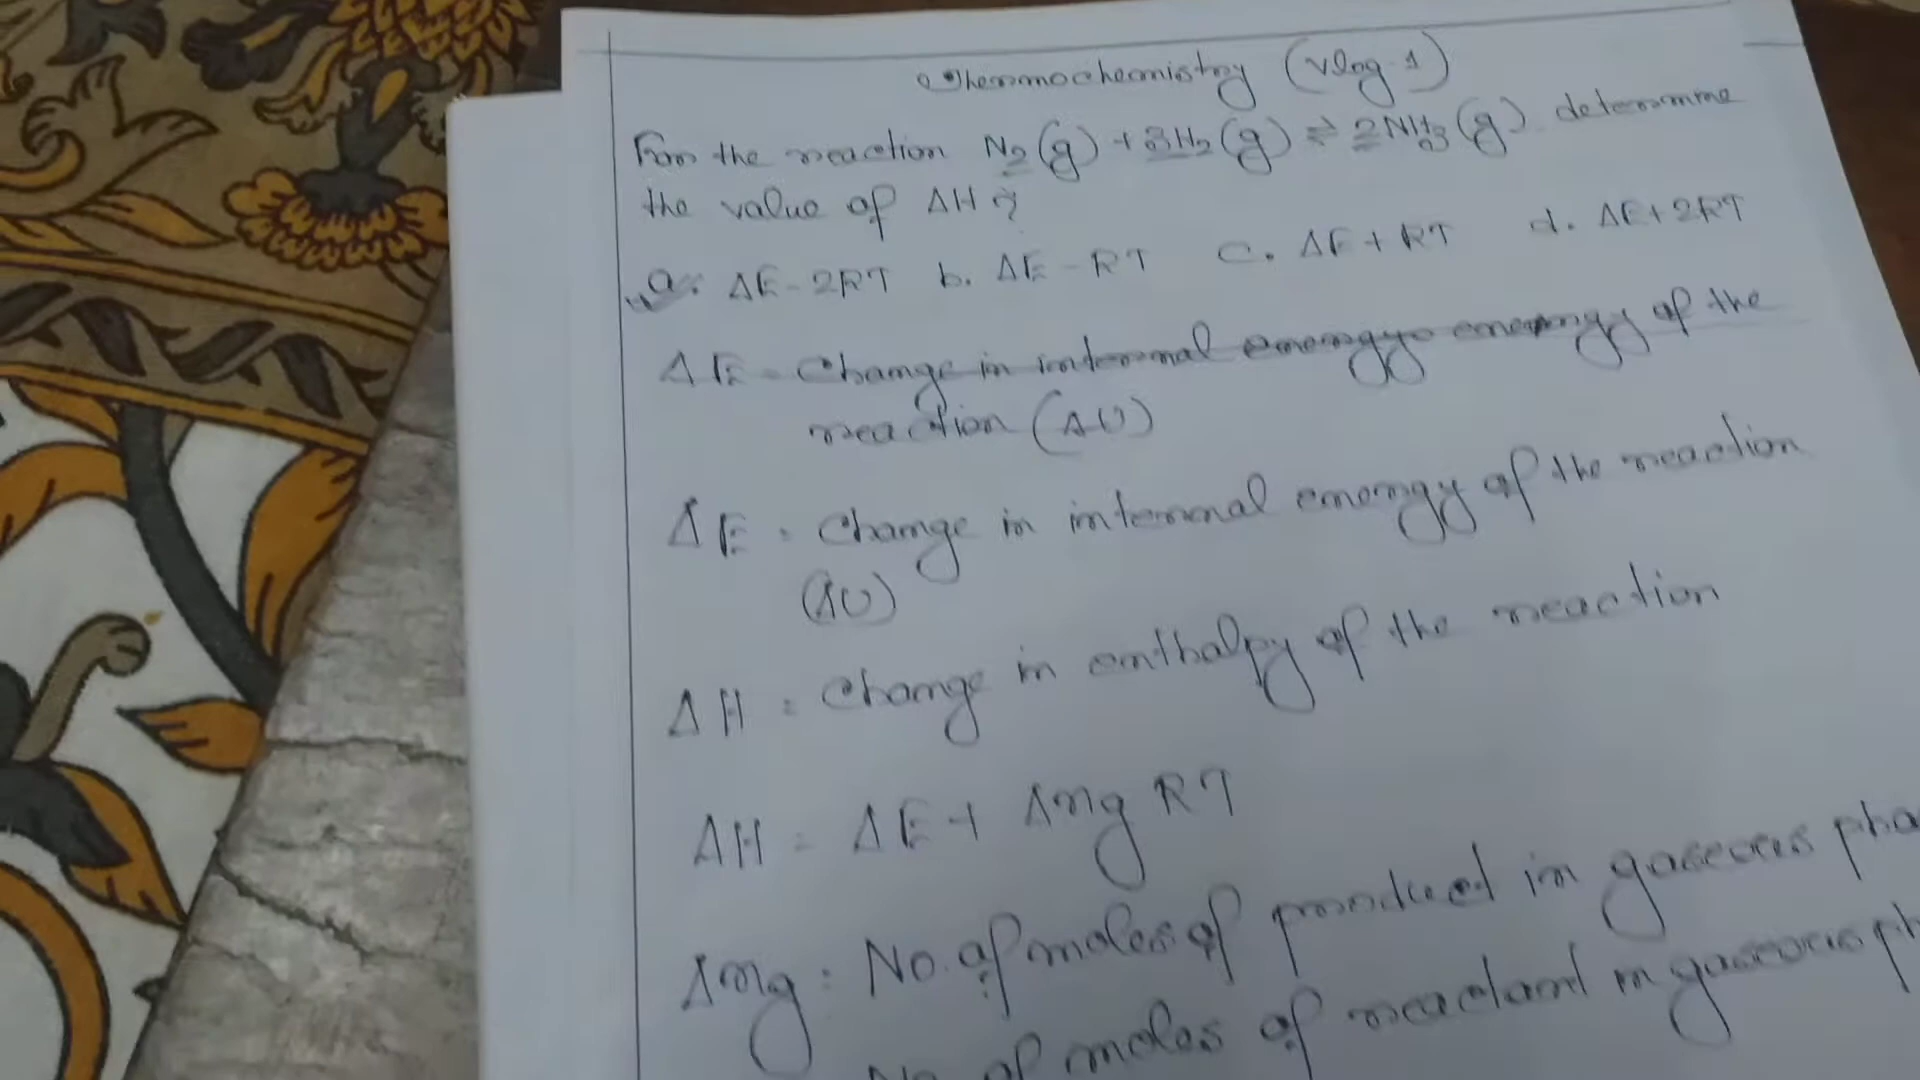 Thermochemistry (vlog-1)
For the reaction N2(g) + 3H2(g) ⇌ 2NH3(g) determine
the value of ΔH ?
a. ΔE - 2RT b. ΔE - RT c. ΔE + RT d. ΔE + 2RT
ΔE - Change in internal energy energy of the
reaction (ΔU)
ΔE = Change in internal energy of the reaction
(ΔU)
ΔH = Change in enthalpy of the reaction
ΔH = ΔE + Δng RT
Δng = No. of moles of product in gaseous pha
No of moles of reactant in gaseous ph